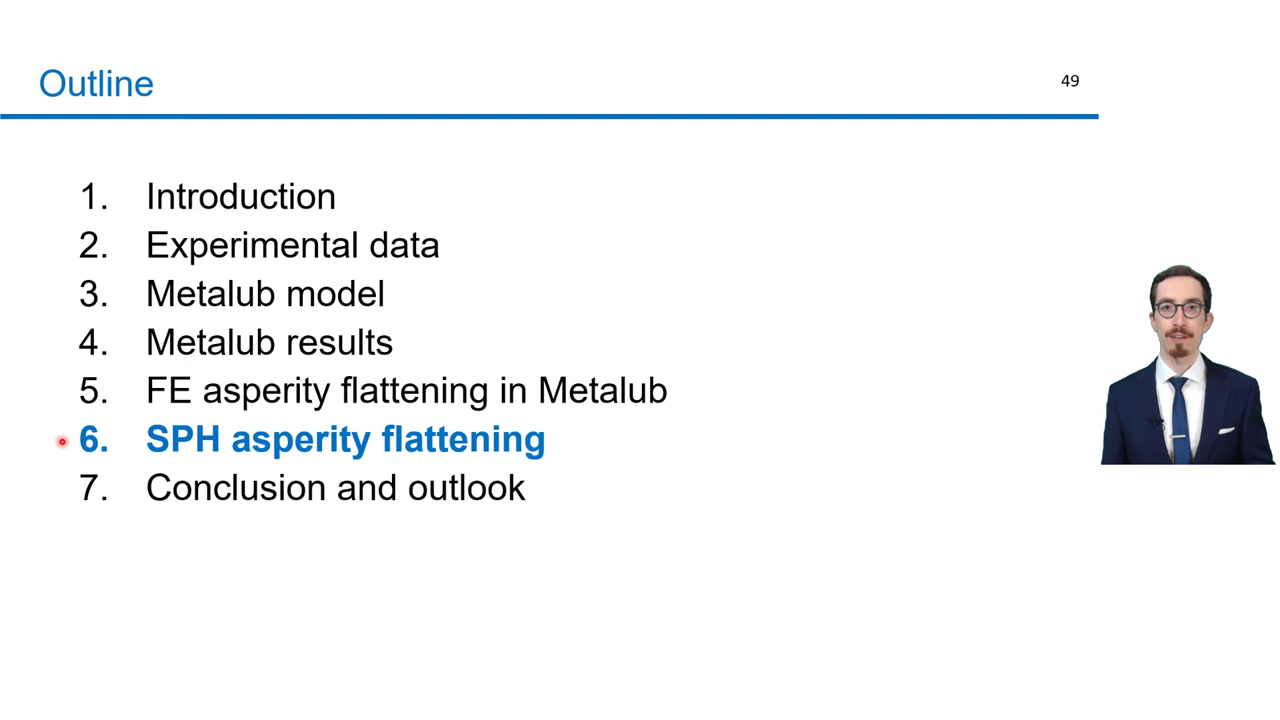 Outline
49
1. Introduction
2. Experimental data
3. Metalub model
4. Metalub results
5. FE asperity flattening in Metalub
6. SPH asperity flattening
7. Conclusion and outlook